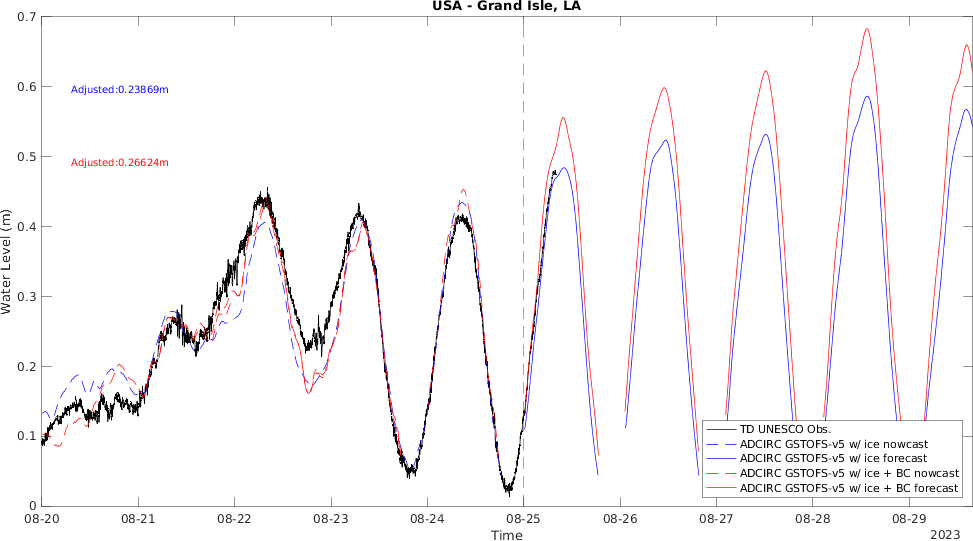 USA - Grand Isle, LA
0.7
0.6
0.5
0.4
0.3
0.2
0.1
0
Water Level (m)
Adjusted:0.23869m
Adjusted:0.26624m
TD UNESCO Obs.
ADCIRC GSTOFS-v5 w/ ice nowcast
ADCIRC GSTOFS-v5 w/ ice forecast
ADCIRC GSTOFS-v5 w/ ice + BC nowcast
ADCIRC GSTOFS-v5 w/ ice + BC forecast
08-20 08-21 08-22 08-23 08-24 08-25 08-26 08-27 08-28 08-29
Time
2023